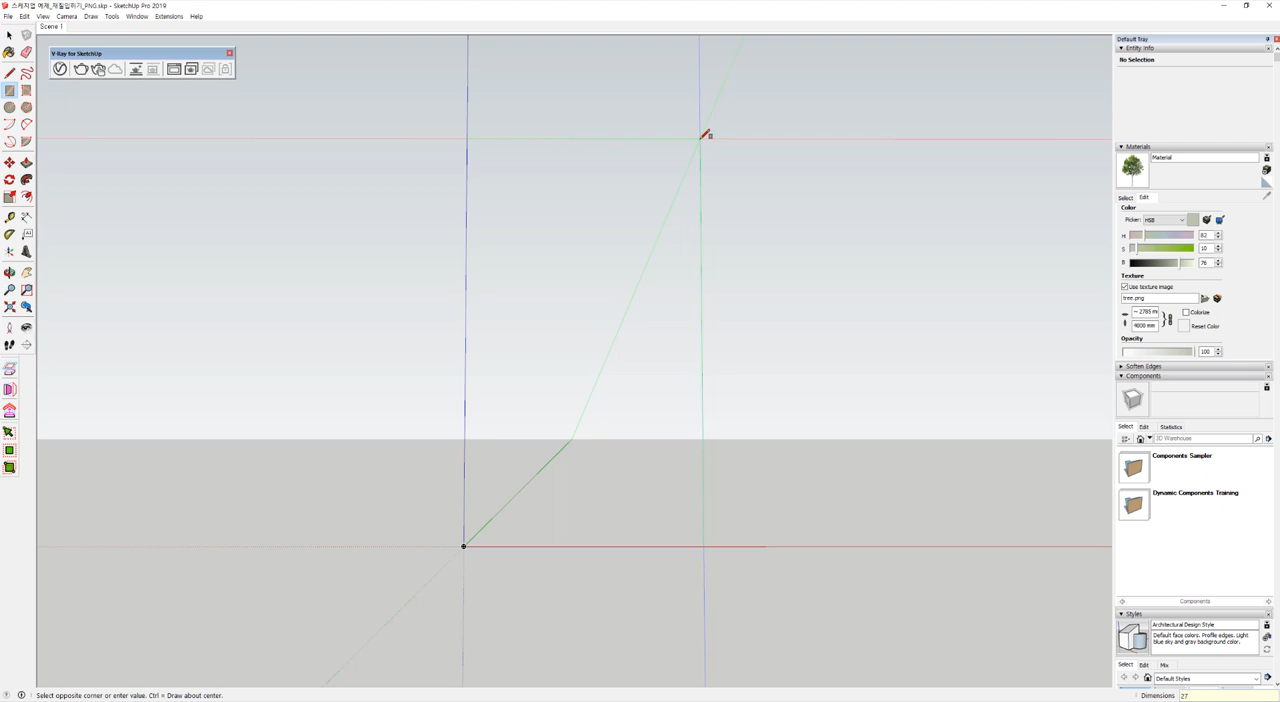 스케치업 예제_재질입히기_PNG.skp - SketchUp Pro 2019
File Edit View Camera Draw Tools Window Extensions Help
Scene 1
V-Ray for SketchUp
Default Tray
Entity Info
No Selection
Materials
Material
Select Edit
Color
Picker: HSB
H 82
S 10
B 76
Texture
Use texture image
tree.png
~ 2785 m
Colorize
4000 mm
Reset Color
Opacity
100
Soften Edges
Components
Select Edit Statistics
3D Warehouse
Components Sampler
Dynamic Components Training
Components
Styles
Architectural Design Style
Default face colors. Profile edges. Light
blue sky and gray background color.
Select Edit Mix
Default Styles
Select opposite corner or enter value. Ctrl = Draw about center.
Dimensions 27